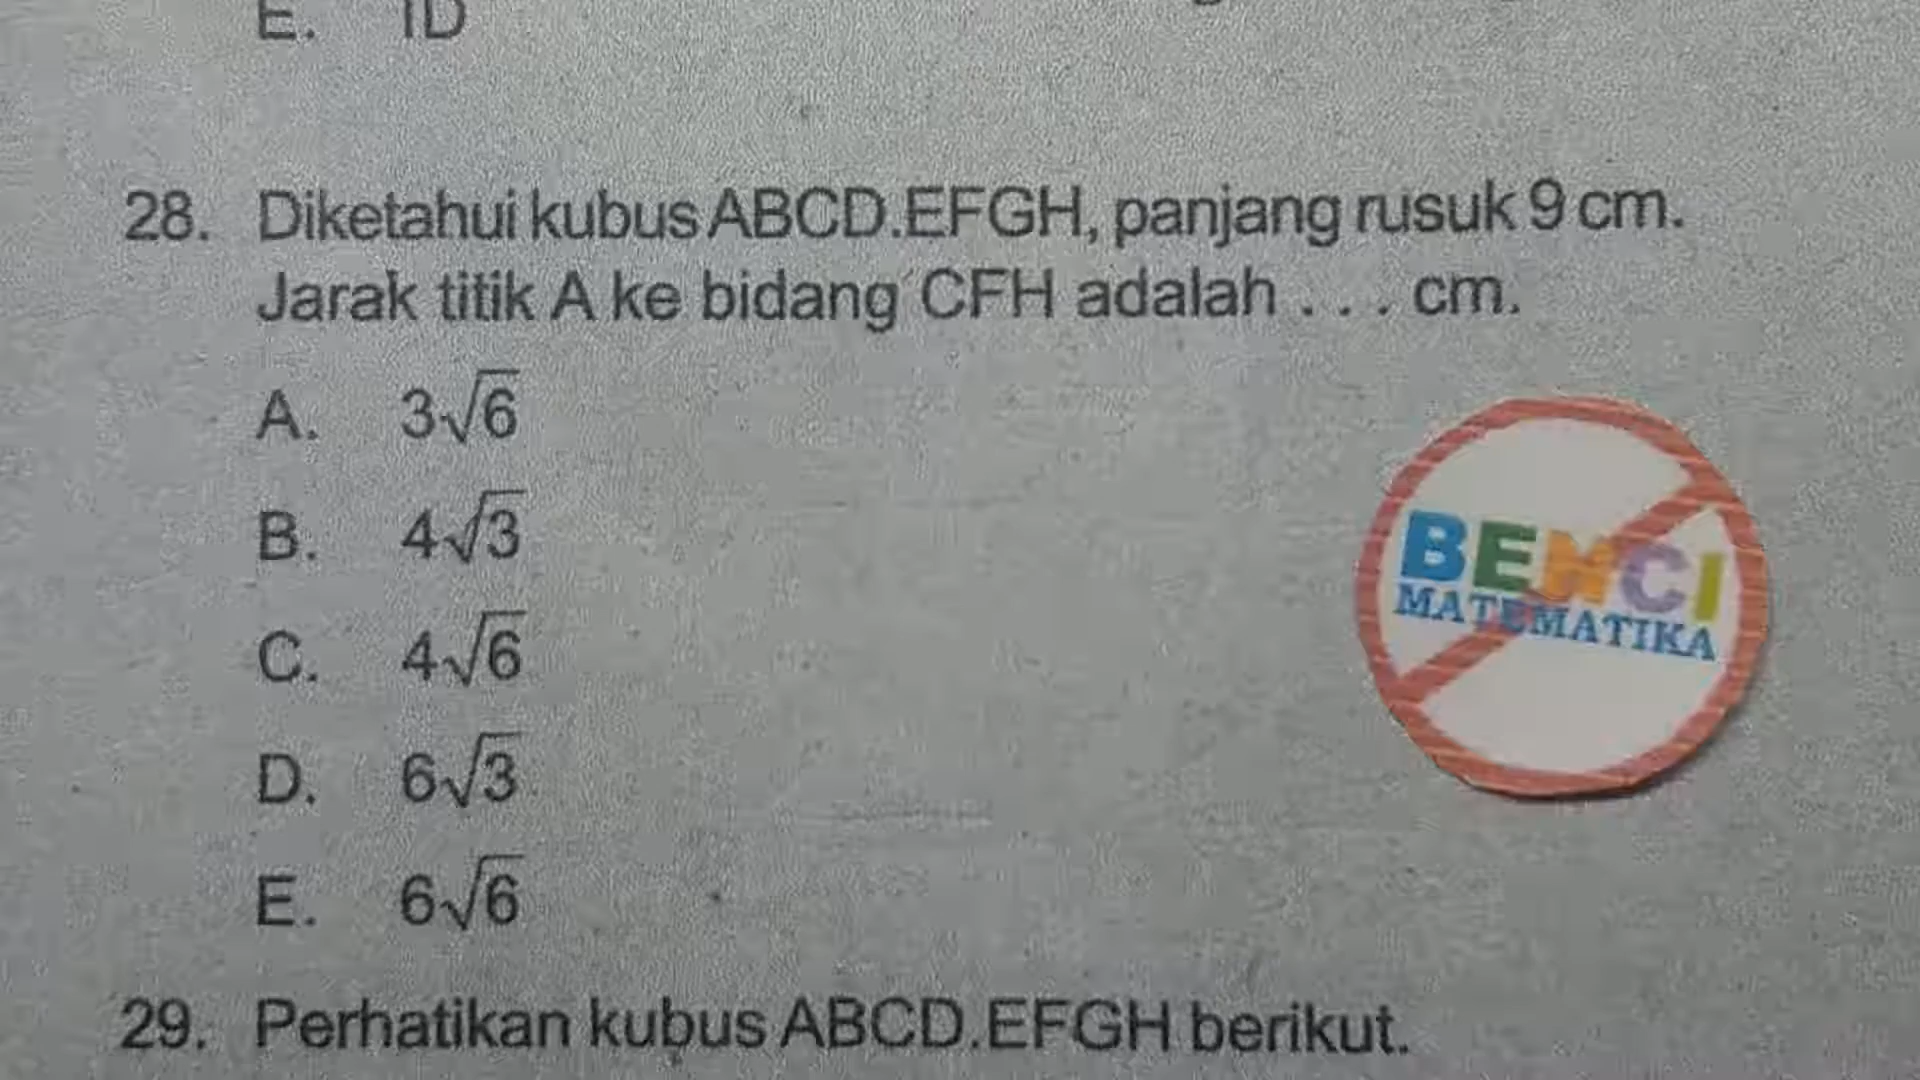 E. ID
28. Diketahui kubus ABCD.EFGH, panjang rusuk 9 cm.
Jarak titik A ke bidang CFH adalah . . . cm.
A. 3√6
B. 4√3
C. 4√6
D. 6√3
E. 6√6
BENCI
MATEMATIKA
29. Perhatikan kubus ABCD.EFGH berikut.